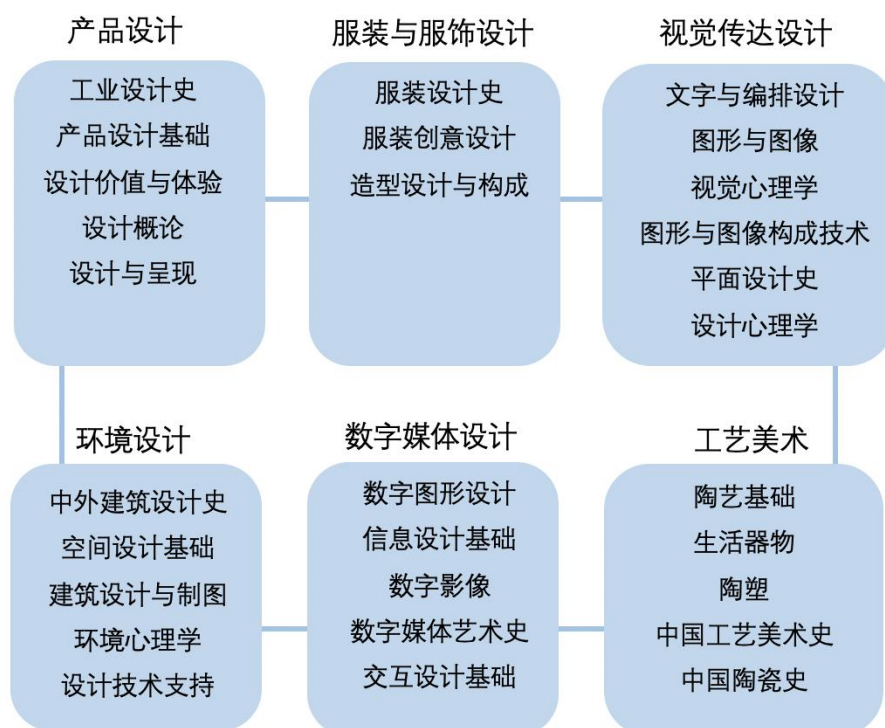 产品设计
工业设计史
产品设计基础
设计价值与体验
设计概论
设计与呈现
服装与服饰设计
服装设计史
服装创意设计
造型设计与构成
视觉传达设计
文字与编排设计
图形与图像
视觉心理学
图形与图像构成技术
平面设计史
设计心理学
环境设计
中外建筑设计史
空间设计基础
建筑设计与制图
环境心理学
设计技术支持
数字媒体设计
数字图形设计
信息设计基础
数字影像
数字媒体艺术史
交互设计基础
工艺美术
陶艺基础
生活器物
陶塑
中国工艺美术史
中国陶瓷史